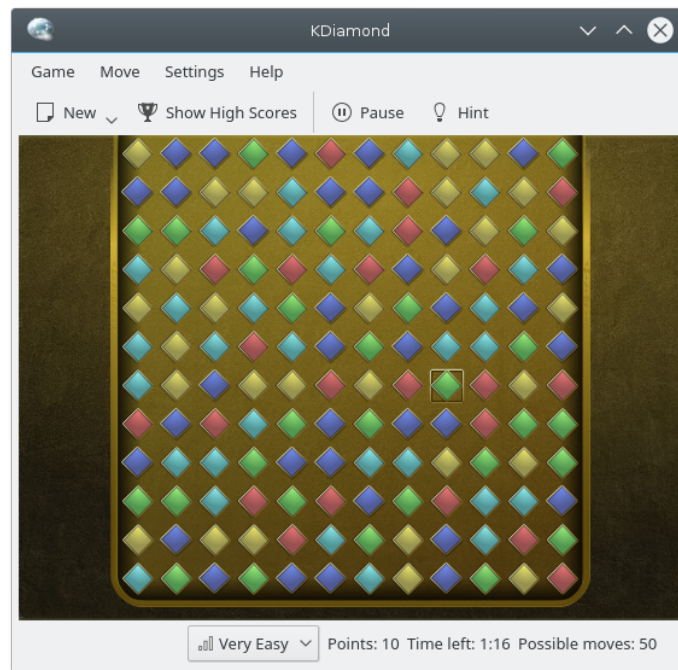 KDiamond
Game Move Settings Help
New Show High Scores Pause Hint
Very Easy Points: 10 Time left: 1:16 Possible moves: 50